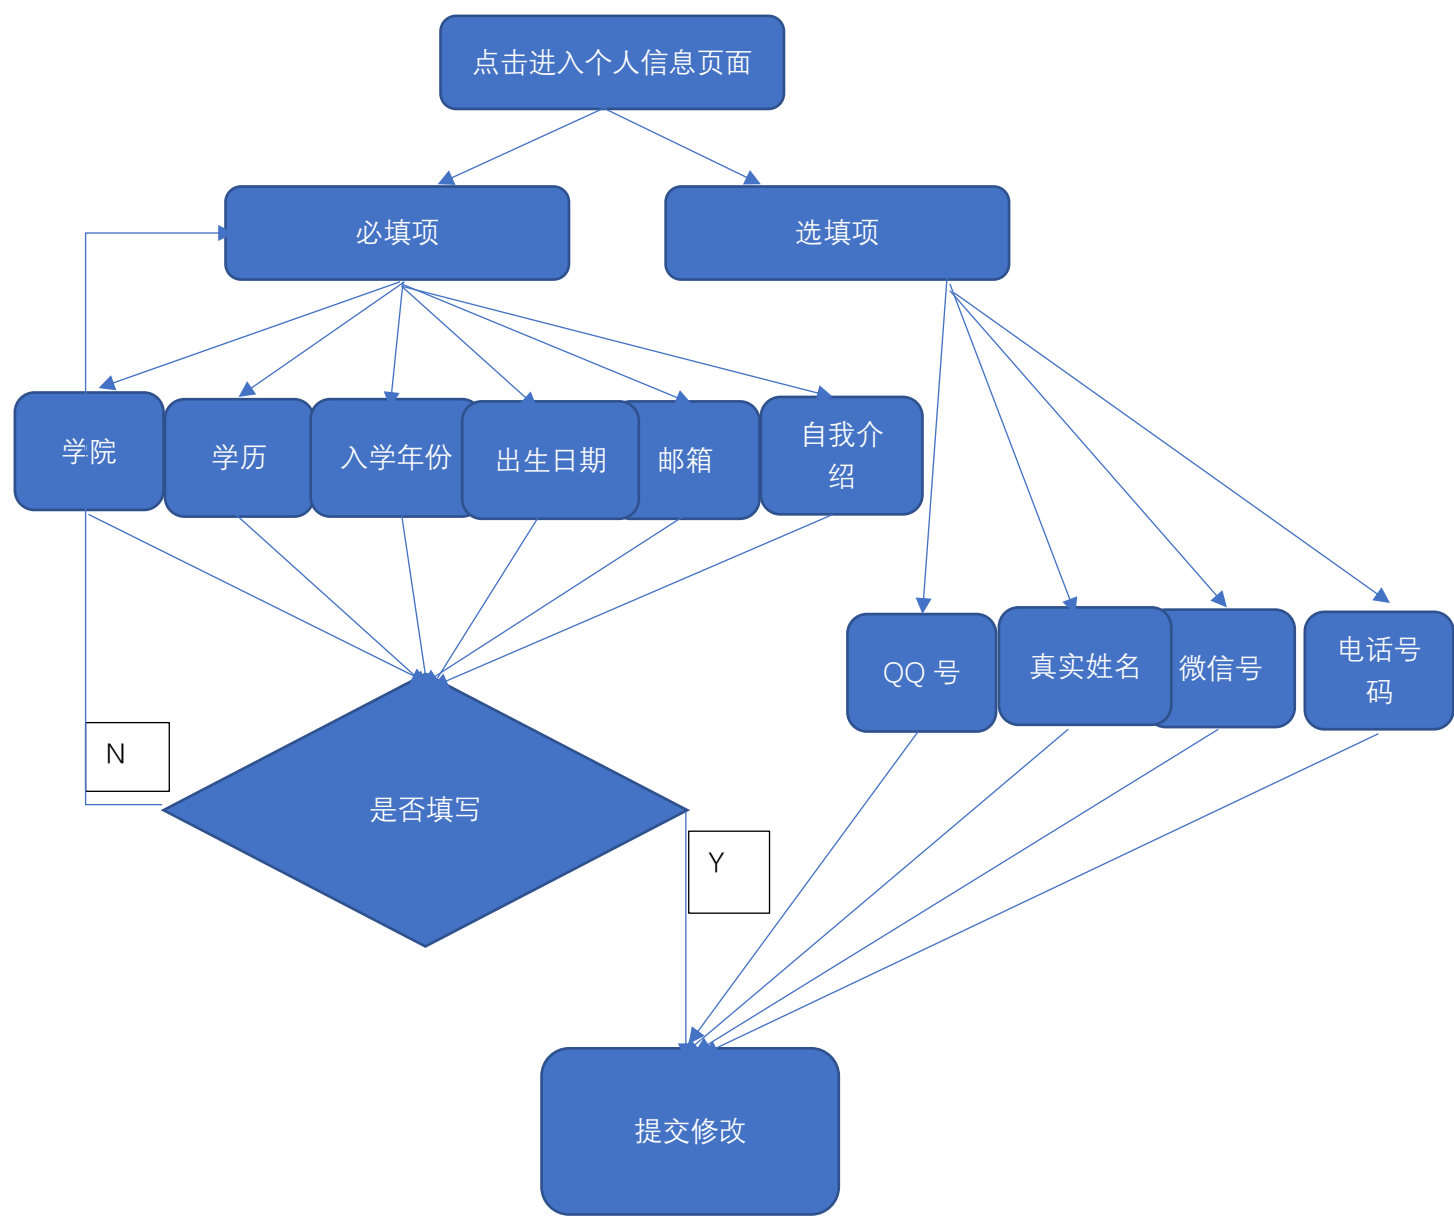 点击进入个人信息页面
必填项
选填项
学院
学历
入学年份
出生日期
邮箱
自我介
绍
QQ 号
真实姓名
微信号
电话号
码
N
是否填写
Y
提交修改